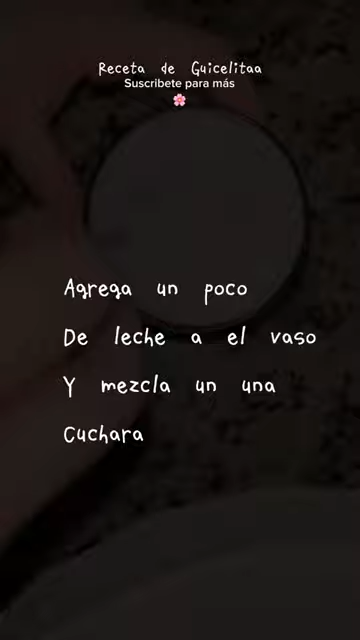 Receta de Guicelitaa
Suscribete para más
🌸
Agrega un poco
De leche a el vaso
Y mezcla un una
Cuchara